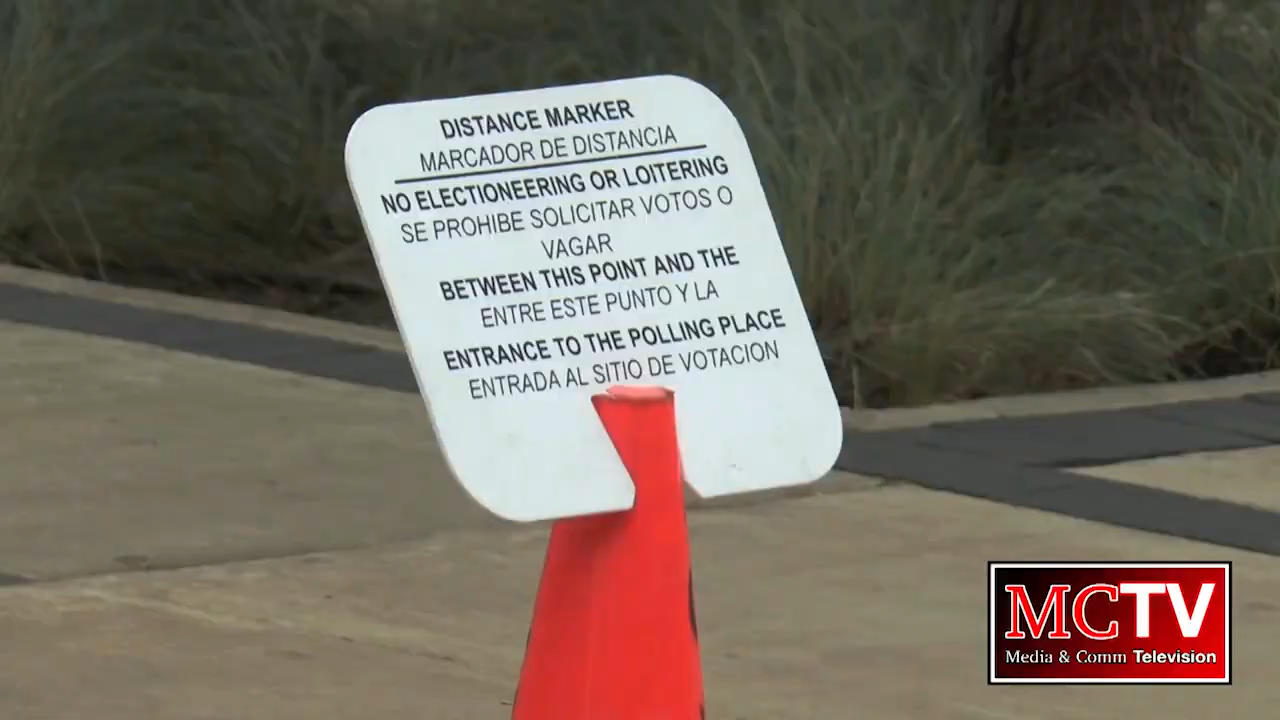 DISTANCE MARKER
MARCADOR DE DISTANCIA
NO ELECTIONEERING OR LOITERING
SE PROHIBE SOLICITAR VOTOS O
VAGAR
BETWEEN THIS POINT AND THE
ENTRE ESTE PUNTO Y LA
ENTRANCE TO THE POLLING PLACE
ENTRADA AL SITIO DE VOTACION
MCTV
Media & Comm Television